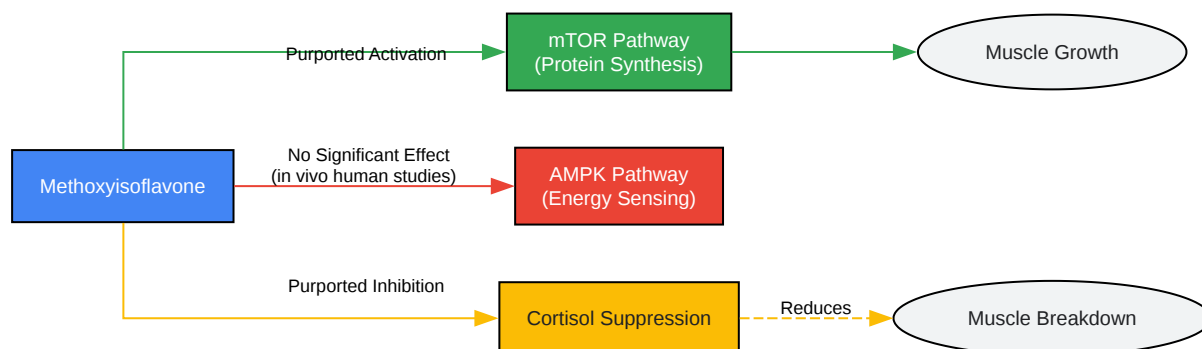 Purported Activation
mTOR Pathway
(Protein Synthesis)
Muscle Growth
Methoxyisoflavone
No Significant Effect
(in vivo human studies)
AMPK Pathway
(Energy Sensing)
Purported Inhibition
Cortisol Suppression
Reduces
Muscle Breakdown